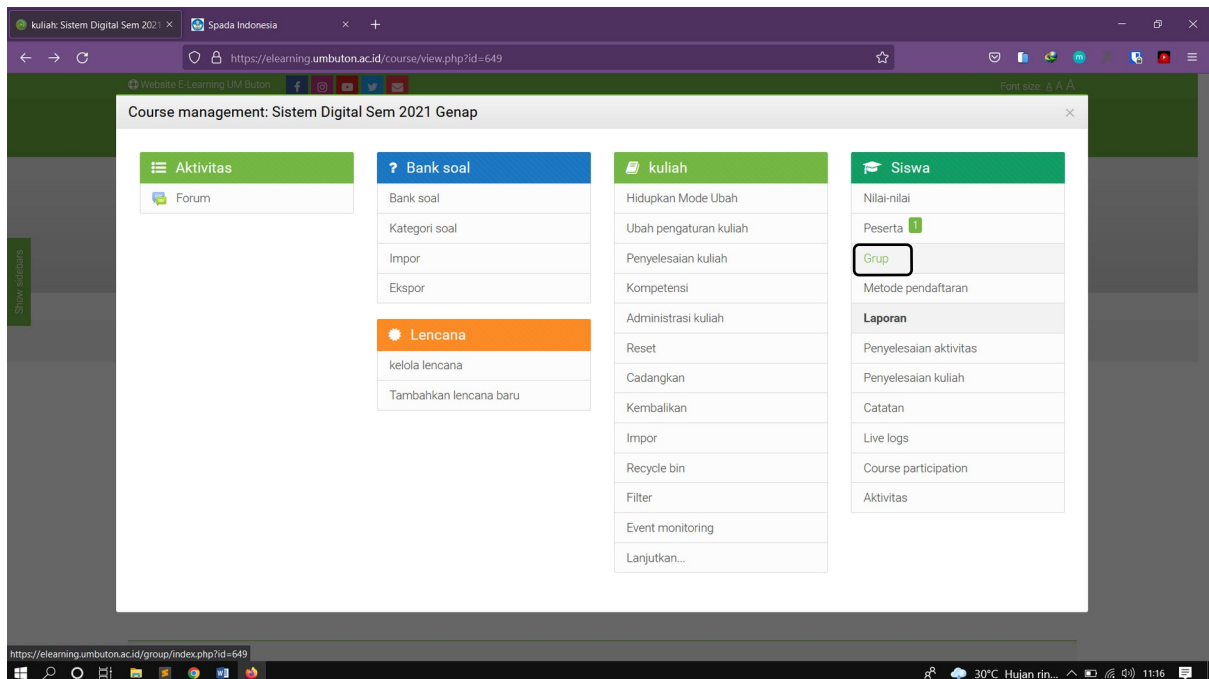 kuliah: Sistem Digital Sem 2021
Spada Indonesia
https://elearning.umbuton.ac.id/course/view.php?id=649
Website E-Learning UM Buton
Font size: A A A
Course management: Sistem Digital Sem 2021 Genap
Aktivitas
Forum
? Bank soal
Bank soal
Kategori soal
Impor
Ekspor
Lencana
kelola lencana
Tambahkan lencana baru
kuliah
Hidupkan Mode Ubah
Ubah pengaturan kuliah
Penyelesaian kuliah
Kompetensi
Administrasi kuliah
Reset
Cadangkan
Kembalikan
Impor
Recycle bin
Filter
Event monitoring
Lanjutkan...
Siswa
Nilai-nilai
Peserta 1
Grup
Metode pendaftaran
Laporan
Penyelesaian aktivitas
Penyelesaian kuliah
Catatan
Live logs
Course participation
Aktivitas
Show sidebars
https://elearning.umbuton.ac.id/group/index.php?id=649
30°C Hujan rin... 11:16